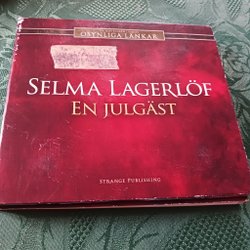 OSYNLIGA LÄNKAR
SELMA LAGERLÖF
EN JULGÄST
STRANGE PUBLISHING